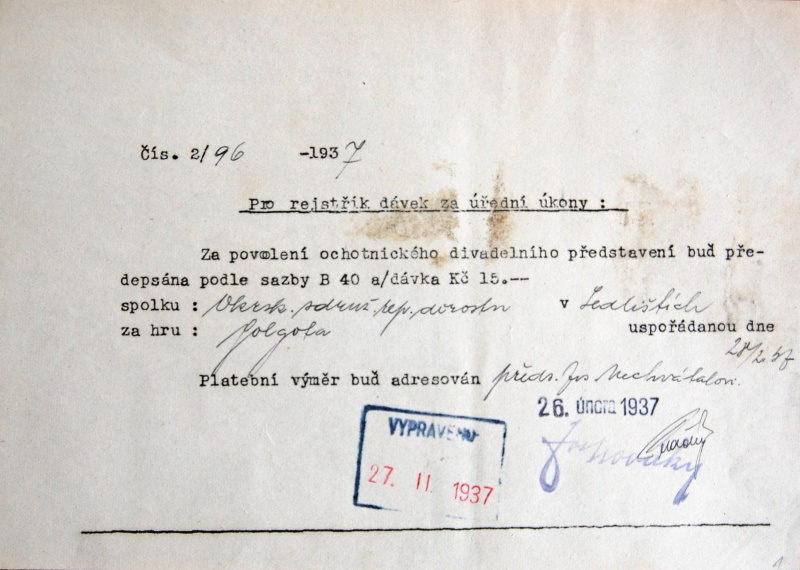 Čís. 2/96 -1937
Pro rejstřík dávek za úřední úkony :
Za povolení ochotnického divadelního představení buď pře-
depsána podle sazby B 40 a/dávka Kč 15.--
spolku : Okrsk. sdruž. rep. dorostu v Sedlištích
za hru : Golgota uspořádanou dne
28/2. 37
Platební výměr buď adresován předs. Jos Nechvátalov.
26. února 1937
VYPRAVENO
27. II. 1937